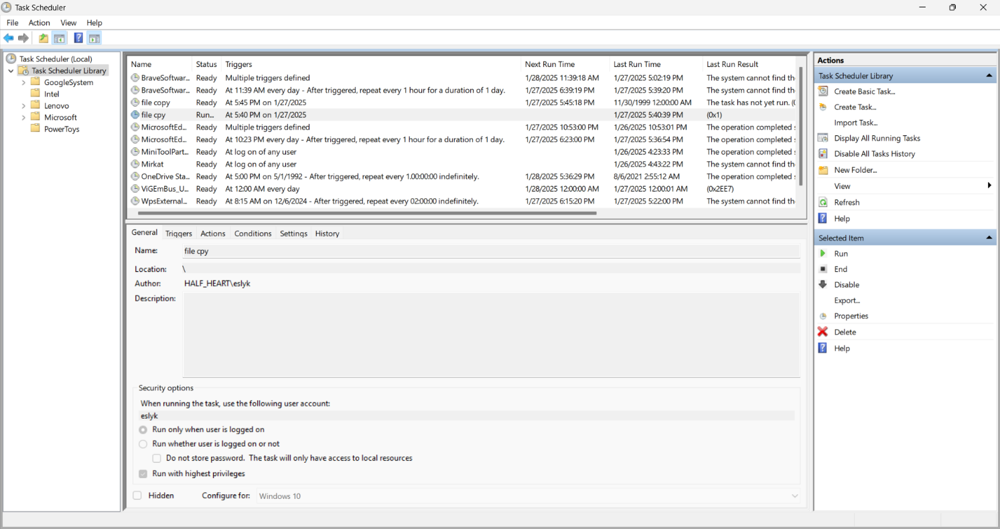 Task Scheduler
File Action View Help
Task Scheduler (Local)
Task Scheduler Library
GoogleSystem
Intel
Lenovo
Microsoft
PowerToys
Name Status Triggers Next Run Time Last Run Time Last Run Result
BraveSoftwar... Ready Multiple triggers defined 1/28/2025 11:39:18 AM 1/27/2025 5:02:19 PM The system cannot find th
BraveSoftwar... Ready At 11:39 AM every day - After triggered, repeat every 1 hour for a duration of 1 day. 1/27/2025 6:39:19 PM 1/27/2025 5:39:20 PM The system cannot find th
file copy Ready At 5:45 PM on 1/27/2025 1/27/2025 5:45:18 PM 11/30/1999 12:00:00 AM The task has not yet run. (
file cpy Run... At 5:40 PM on 1/27/2025 1/27/2025 5:40:39 PM (0x1)
MicrosoftEd... Ready Multiple triggers defined 1/27/2025 10:53:00 PM 1/26/2025 10:53:01 PM The operation completed
MicrosoftEd... Ready At 10:23 PM every day - After triggered, repeat every 1 hour for a duration of 1 day. 1/27/2025 6:23:00 PM 1/27/2025 5:36:54 PM The operation completed
MiniToolPart... Ready At log on of any user 1/26/2025 4:23:33 PM The operation completed
Mirkat Ready At log on of any user 1/26/2025 4:43:22 PM The system cannot find th
OneDrive Sta... Ready At 5:00 PM on 5/1/1992 - After triggered, repeat every 1.00:00:00 indefinitely. 1/28/2025 5:36:29 PM 8/6/2021 2:55:12 AM The operation completed
ViGEmBus_U... Ready At 12:00 AM every day 1/28/2025 12:00:00 AM 1/27/2025 12:00:01 AM (0x2EE7)
WpsExternal... Ready At 8:15 AM on 12/6/2024 - After triggered, repeat every 02:00:00 indefinitely. 1/27/2025 6:15:20 PM 1/27/2025 5:22:00 PM The system cannot find th
General Triggers Actions Conditions Settings History
Name: file cpy
Location: \
Author: HALF_HEART\eslyk
Description:
Security options
When running the task, use the following user account:
eslyk
Run only when user is logged on
Run whether user is logged on or not
Do not store password. The task will only have access to local resources
Run with highest privileges
Hidden Configure for: Windows 10
Actions
Task Scheduler Library
Create Basic Task...
Create Task...
Import Task...
Display All Running Tasks
Disable All Tasks History
New Folder...
View
Refresh
Help
Selected Item
Run
End
Disable
Export...
Properties
Delete
Help